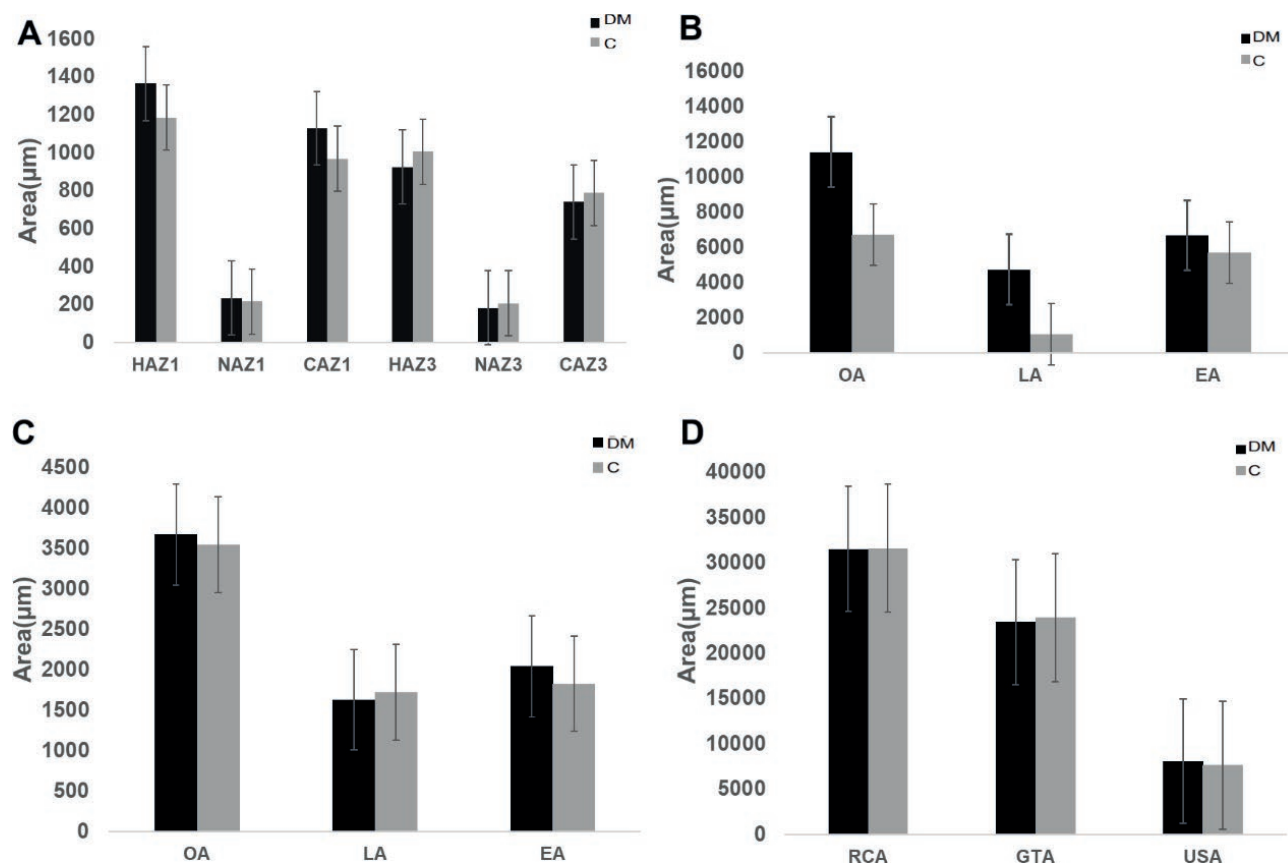 A
DM
C
1600
1400
1200
1000
800
600
400
200
0
Area(µm)
HAZ1 NAZ1 CAZ1 HAZ3 NAZ3 CAZ3
B
DM
C
16000
14000
12000
10000
8000
6000
4000
2000
0
Area(µm)
OA LA EA
C
DM
C
4500
4000
3500
3000
2500
2000
1500
1000
500
0
Area(µm)
OA LA EA
D
DM
C
40000
35000
30000
25000
20000
15000
10000
5000
0
Area(µm)
RCA GTA USA